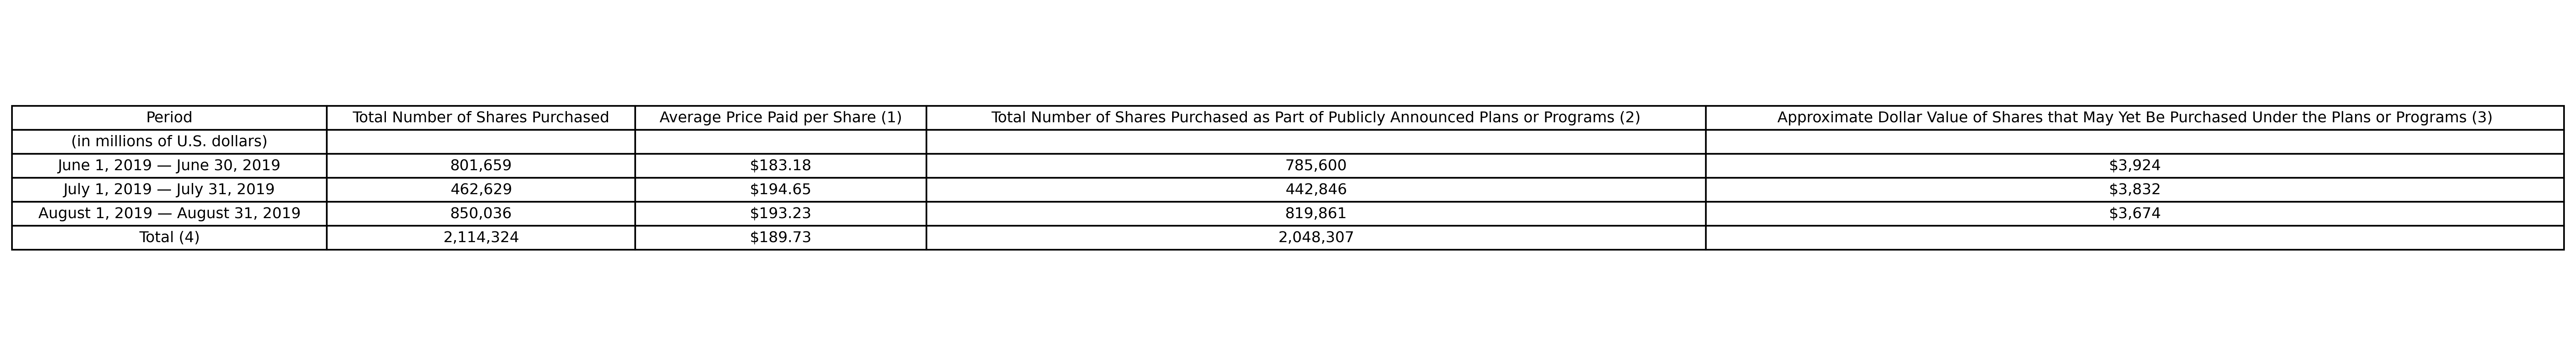 Period Total Number of Shares Purchased Average Price Paid per Share (1) Total Number of Shares Purchased as Part of Publicly Announced Plans or Programs (2) Approximate Dollar Value of Shares that May Yet Be Purchased Under the Plans or Programs (3)
(in millions of U.S. dollars)
June 1, 2019 — June 30, 2019 801,659 $183.18 785,600 $3,924
July 1, 2019 — July 31, 2019 462,629 $194.65 442,846 $3,832
August 1, 2019 — August 31, 2019 850,036 $193.23 819,861 $3,674
Total (4) 2,114,324 $189.73 2,048,307